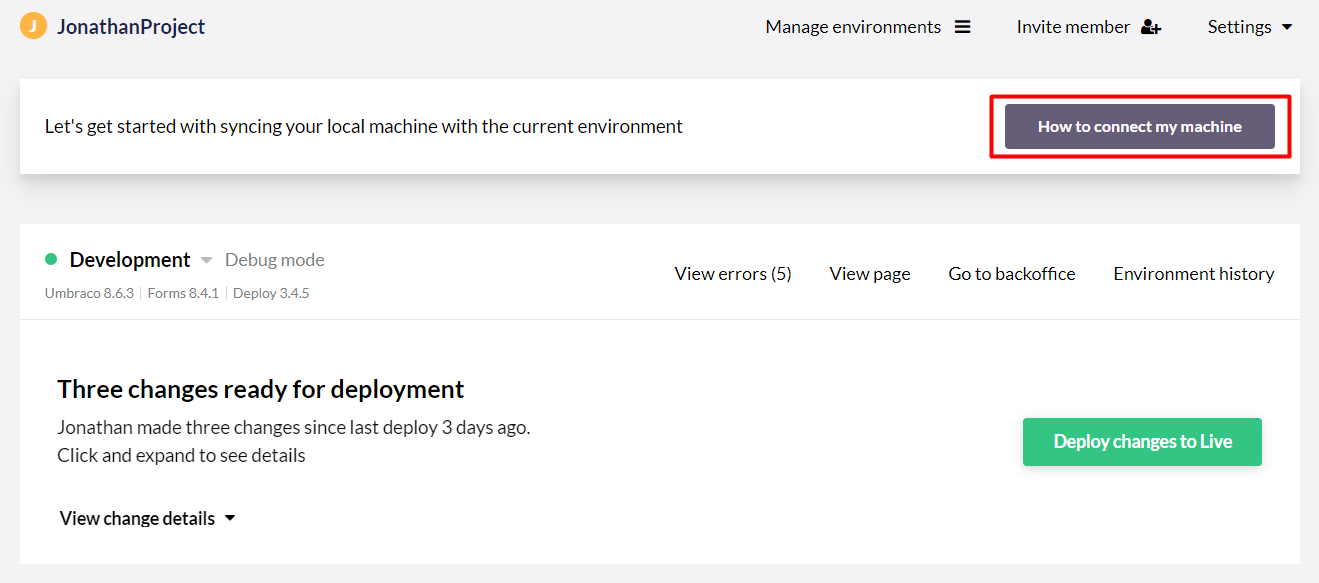 J JonathanProject Manage environments Invite member Settings
Let's get started with syncing your local machine with the current environment How to connect my machine
Development Debug mode
Umbraco 8.6.3 | Forms 8.4.1 | Deploy 3.4.5
View errors (5) View page Go to backoffice Environment history
Three changes ready for deployment
Jonathan made three changes since last deploy 3 days ago.
Click and expand to see details
Deploy changes to Live
View change details